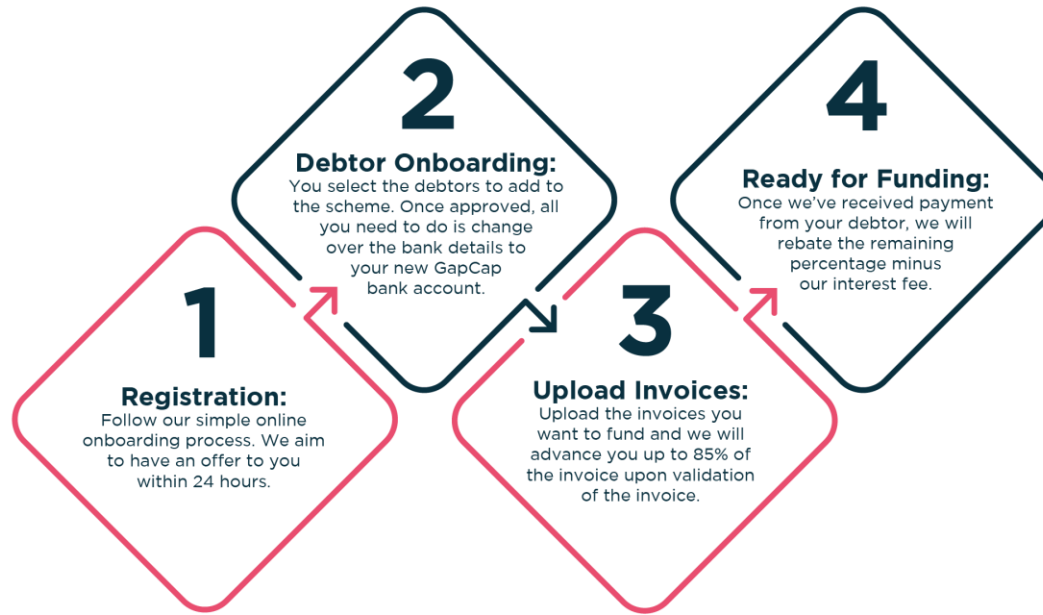 1
Registration:
Follow our simple online
onboarding process. We aim
to have an offer to you
within 24 hours.
2
Debtor Onboarding:
You select the debtors to add to
the scheme. Once approved, all
you need to do is change
over the bank details to
your new GapCap
bank account.
3
Upload Invoices:
Upload the invoices you
want to fund and we will
advance you up to 85% of
the invoice upon validation
of the invoice.
4
Ready for Funding:
Once we’ve received payment
from your debtor, we will
rebate the remaining
percentage minus
our interest fee.